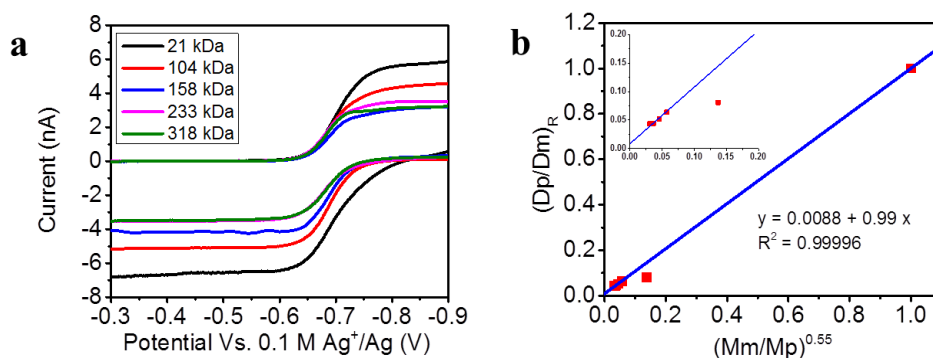 a
21 kDa
104 kDa
158 kDa
233 kDa
318 kDa
8
6
4
2
0
-2
-4
-6
-8
Current (nA)
-0.3 -0.4 -0.5 -0.6 -0.7 -0.8 -0.9
Potential Vs. 0.1 M Ag⁺/Ag (V)
b
1.2
1.0
0.8
0.6
0.4
0.2
0.0
(Dp/Dm)R
0.20
0.15
0.10
0.05
0.00
0.00 0.05 0.10 0.15 0.20
y = 0.0088 + 0.99 x
R² = 0.99996
0.0 0.2 0.4 0.6 0.8 1.0
(Mm/Mp)^0.55